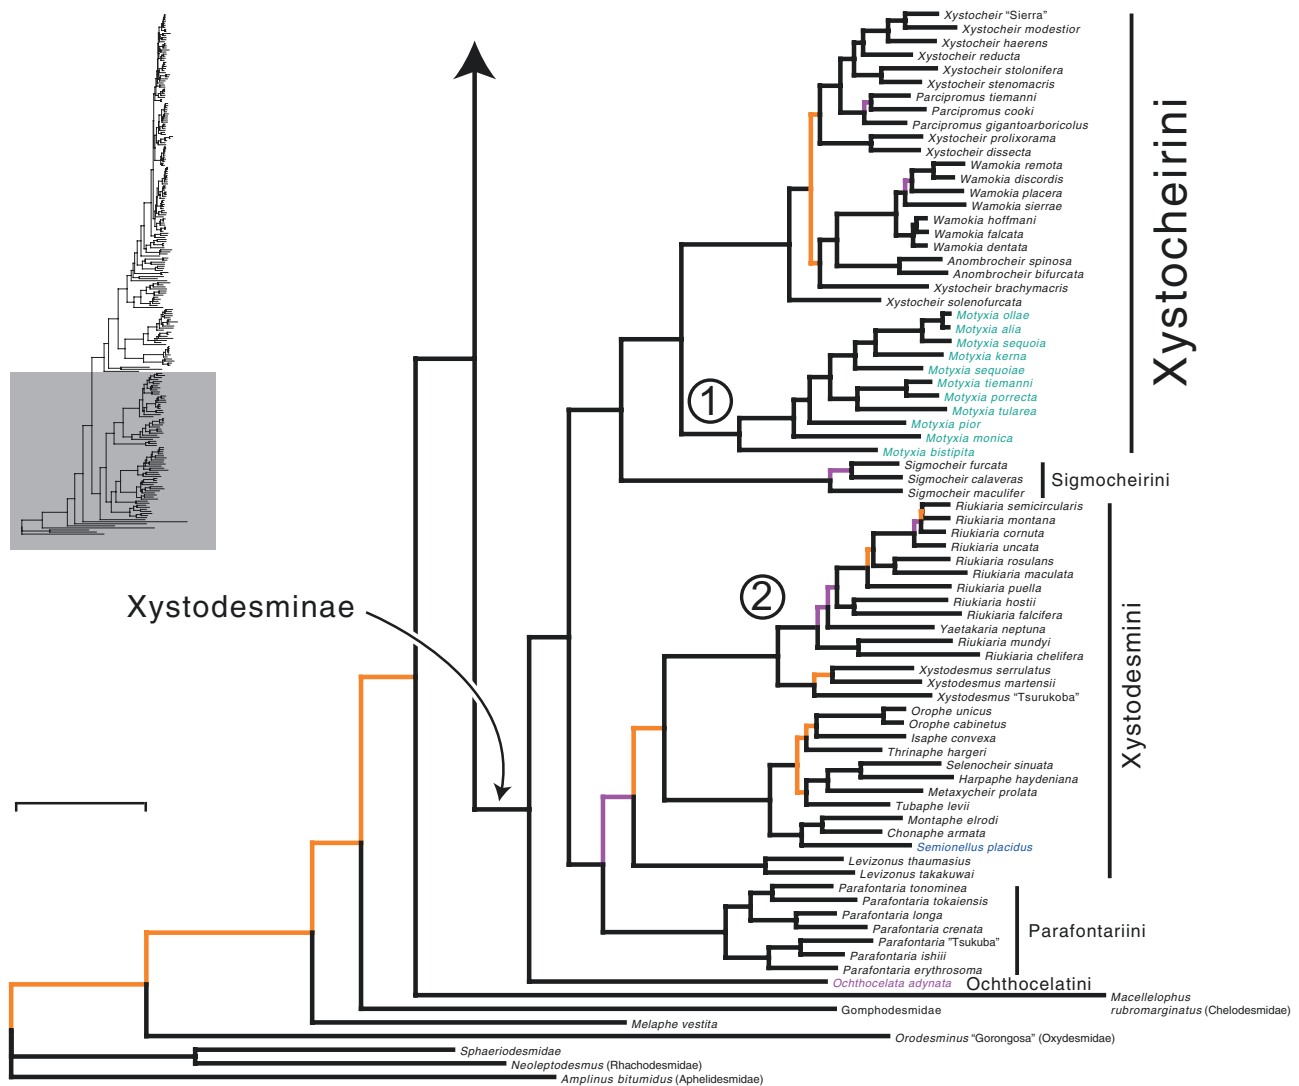 Xystocheir “Sierra”
Xystocheir modestior
Xystocheir haerens
Xystocheir reducta
Xystocheir stolonifera
Xystocheir stenomacris
Parcipromus tiemanni
Parcipromus cooki
Parcipromus gigantoarboricolus
Xystocheir prolixorama
Xystocheir dissecta
Wamokia remota
Wamokia discordis
Wamokia placera
Wamokia sierrae
Wamokia hoffmani
Wamokia falcata
Wamokia dentata
Anombrocheir spinosa
Anombrocheir bifurcata
Xystocheir brachymacris
Xystocheir solenofurcata
Motyxia ollae
Motyxia alia
Motyxia sequoia
Motyxia kerna
Motyxia sequoiae
Motyxia tiemanni
Motyxia porrecta
Motyxia tularea
Motyxia pior
Motyxia monica
Motyxia bistipita
Xystocheirini
1
Sigmocheir furcata
Sigmocheir calaveras
Sigmocheir maculifer
Sigmocheirini
Riukiaria semicircularis
Riukiaria montana
Riukiaria cornuta
Riukiaria uncata
Riukiaria rosulans
Riukiaria maculata
Riukiaria puella
Riukiaria hostii
Riukiaria falcifera
Yaetakaria neptuna
Riukiaria mundyi
Riukiaria chelifera
2
Xystodesminae
Xystodesmus serrulatus
Xystodesmus martensii
Xystodesmus “Tsurukoba”
Orophe unicus
Orophe cabinetus
Isaphe convexa
Thrinaphe hargeri
Selenocheir sinuata
Harpaphe haydeniana
Metaxycheir prolata
Tubaphe levii
Montaphe elrodi
Chonaphe armata
Semionellus placidus
Levizonus thaumasius
Levizonus takakuwai
Xystodesmini
Parafontaria tonominea
Parafontaria tokaiensis
Parafontaria longa
Parafontaria crenata
Parafontaria ”Tsukuba”
Parafontaria ishiii
Parafontaria erythrosoma
Parafontariini
Ochthocelata adynata Ochthocelatini
Macellelophus
rubromarginatus (Chelodesmidae)
Gomphodesmidae
Melaphe vestita
Orodesminus “Gorongosa” (Oxydesmidae)
Sphaeriodesmidae
Neoleptodesmus (Rhachodesmidae)
Amplinus bitumidus (Aphelidesmidae)